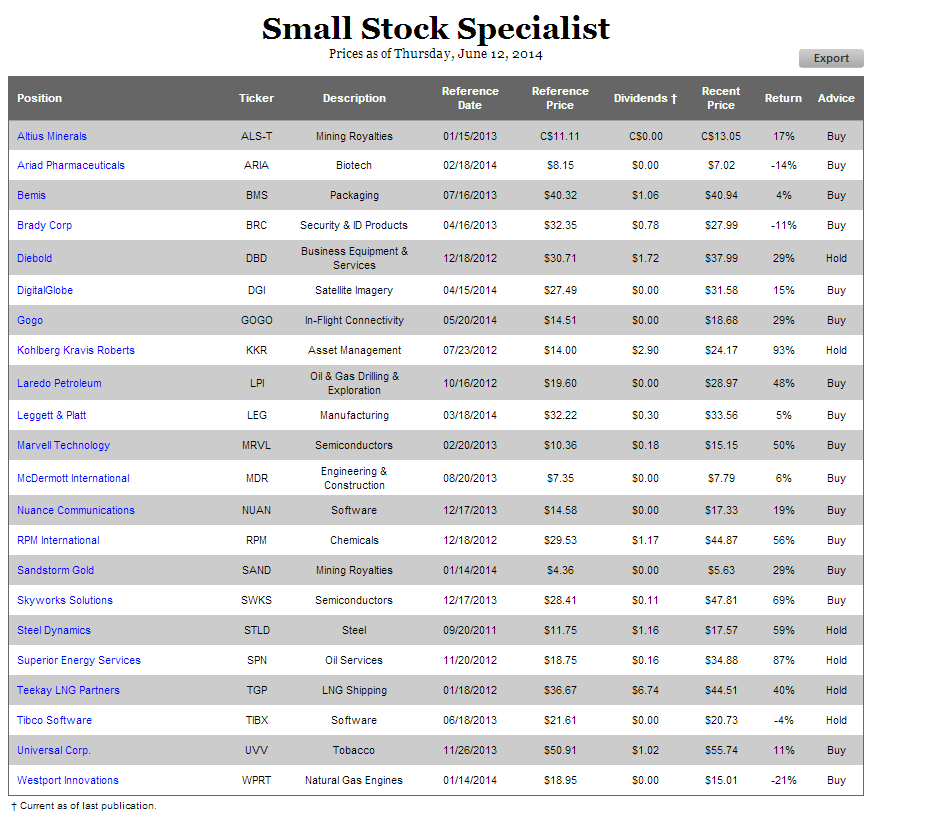 Small Stock Specialist
Prices as of Thursday, June 12, 2014
Export
Position Ticker Description Reference Date Reference Price Dividends † Recent Price Return Advice
Altius Minerals ALS-T Mining Royalties 01/15/2013 C$11.11 C$0.00 C$13.05 17% Buy
Ariad Pharmaceuticals ARIA Biotech 02/18/2014 $8.15 $0.00 $7.02 -14% Buy
Bemis BMS Packaging 07/16/2013 $40.32 $1.06 $40.94 4% Buy
Brady Corp BRC Security & ID Products 04/16/2013 $32.35 $0.78 $27.99 -11% Buy
Diebold DBD Business Equipment & Services 12/18/2012 $30.71 $1.72 $37.99 29% Hold
DigitalGlobe DGI Satellite Imagery 04/15/2014 $27.49 $0.00 $31.58 15% Buy
Gogo GOGO In-Flight Connectivity 05/20/2014 $14.51 $0.00 $18.68 29% Buy
Kohlberg Kravis Roberts KKR Asset Management 07/23/2012 $14.00 $2.90 $24.17 93% Hold
Laredo Petroleum LPI Oil & Gas Drilling & Exploration 10/16/2012 $19.60 $0.00 $28.97 48% Buy
Leggett & Platt LEG Manufacturing 03/18/2014 $32.22 $0.30 $33.56 5% Buy
Marvell Technology MRVL Semiconductors 02/20/2013 $10.36 $0.18 $15.15 50% Buy
McDermott International MDR Engineering & Construction 08/20/2013 $7.35 $0.00 $7.79 6% Buy
Nuance Communications NUAN Software 12/17/2013 $14.58 $0.00 $17.33 19% Buy
RPM International RPM Chemicals 12/18/2012 $29.53 $1.17 $44.87 56% Buy
Sandstorm Gold SAND Mining Royalties 01/14/2014 $4.36 $0.00 $5.63 29% Buy
Skyworks Solutions SWKS Semiconductors 12/17/2013 $28.41 $0.11 $47.81 69% Buy
Steel Dynamics STLD Steel 09/20/2011 $11.75 $1.16 $17.57 59% Hold
Superior Energy Services SPN Oil Services 11/20/2012 $18.75 $0.16 $34.88 87% Hold
Teekay LNG Partners TGP LNG Shipping 01/18/2012 $36.67 $6.74 $44.51 40% Hold
Tibco Software TIBX Software 06/18/2013 $21.61 $0.00 $20.73 -4% Hold
Universal Corp. UVV Tobacco 11/26/2013 $50.91 $1.02 $55.74 11% Buy
Westport Innovations WPRT Natural Gas Engines 01/14/2014 $18.95 $0.00 $15.01 -21% Buy
† Current as of last publication.